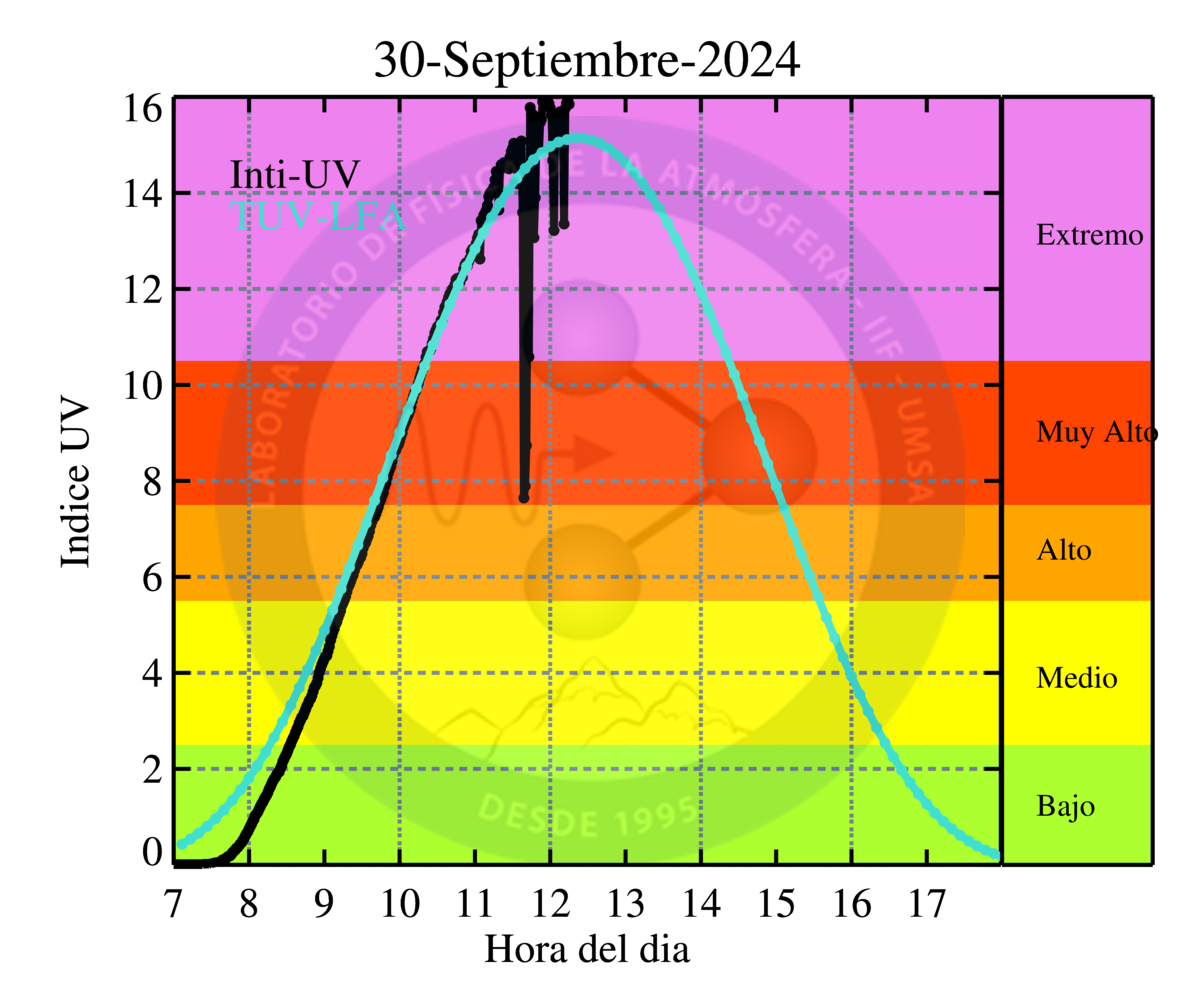 30-Septiembre-2024
Inti-UV
TUV-LFA
16
14
12
10
8
6
4
2
0
Indice UV
7 8 9 10 11 12 13 14 15 16 17
Hora del dia
Extremo
Muy Alto
Alto
Medio
Bajo
LABORATORIO DE FÍSICA DE LA ATMÓSFERA - IIF - UMSA
DESDE 1995